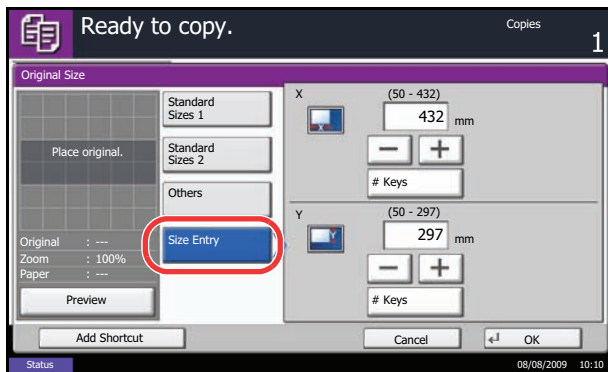 Ready to copy.
Copies
1
Original Size
Place original.
Original : ---
Zoom : 100%
Paper : ---
Preview
Standard
Sizes 1
Standard
Sizes 2
Others
Size Entry
X
(50 - 432)
432 mm
# Keys
Y
(50 - 297)
297 mm
# Keys
Add Shortcut
Cancel
OK
Status
08/08/2009 10:10